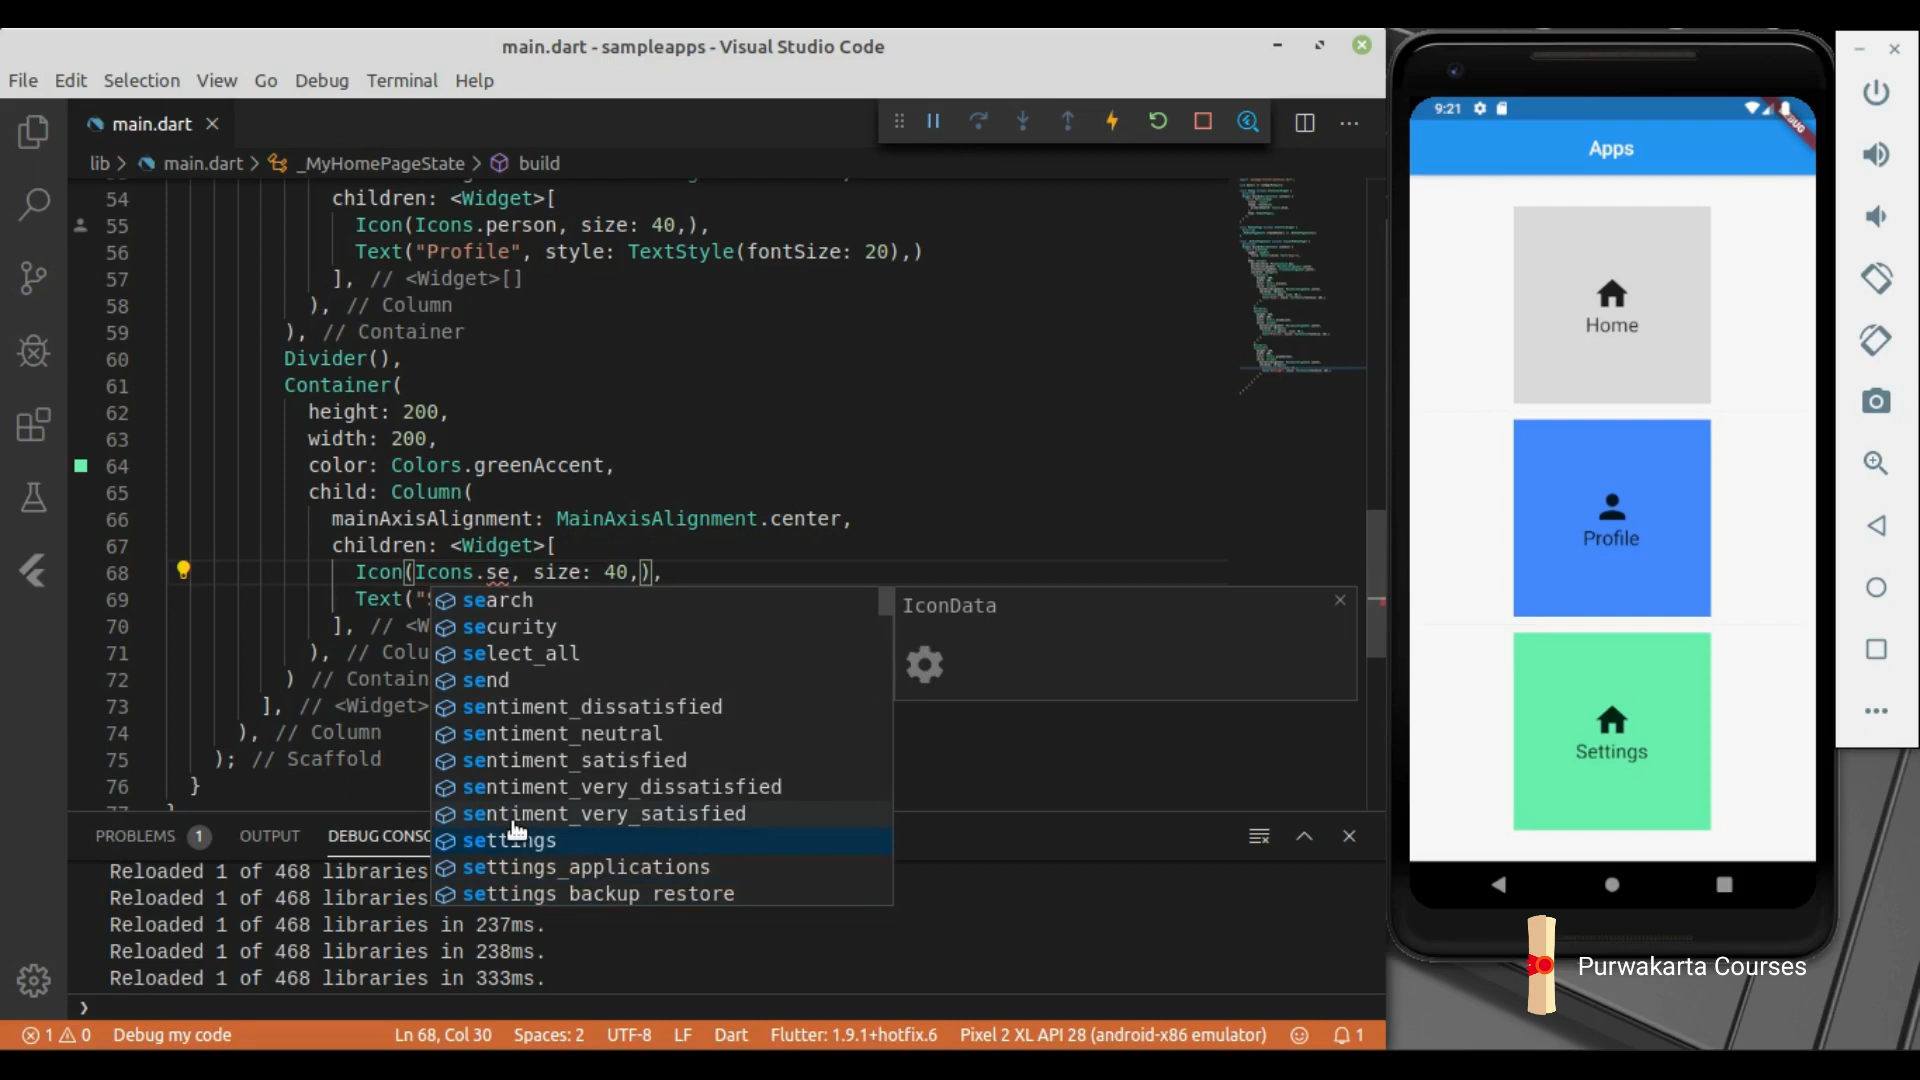 main.dart - sampleapps - Visual Studio Code
File Edit Selection View Go Debug Terminal Help
main.dart
lib > main.dart > _MyHomePageState > build
54 children: <Widget>[
55 Icon(Icons.person, size: 40,),
56 Text("Profile", style: TextStyle(fontSize: 20),)
57 ], // <Widget>[]
58 ), // Column
59 ), // Container
60 Divider(),
61 Container(
62 height: 200,
63 width: 200,
64 color: Colors.greenAccent,
65 child: Column(
66 mainAxisAlignment: MainAxisAlignment.center,
67 children: <Widget>[
68 Icon(Icons.se, size: 40,),
69 Text("
70 ], // <W
71 ), // Colu
72 ) // Contain
73 ], // <Widget>
74 ), // Column
75 ); // Scaffold
76 }
search
security
select_all
send
sentiment_dissatisfied
sentiment_neutral
sentiment_satisfied
sentiment_very_dissatisfied
sentiment_very_satisfied
settings
settings_applications
settings_backup_restore
IconData
PROBLEMS 1 OUTPUT DEBUG CONSO
Reloaded 1 of 468 libraries
Reloaded 1 of 468 libraries
Reloaded 1 of 468 libraries in 237ms.
Reloaded 1 of 468 libraries in 238ms.
Reloaded 1 of 468 libraries in 333ms.
1 0 Debug my code Ln 68, Col 30 Spaces: 2 UTF-8 LF Dart Flutter: 1.9.1+hotfix.6 Pixel 2 XL API 28 (android-x86 emulator) 1
9:21
Apps
Home
Profile
Settings
Purwakarta Courses